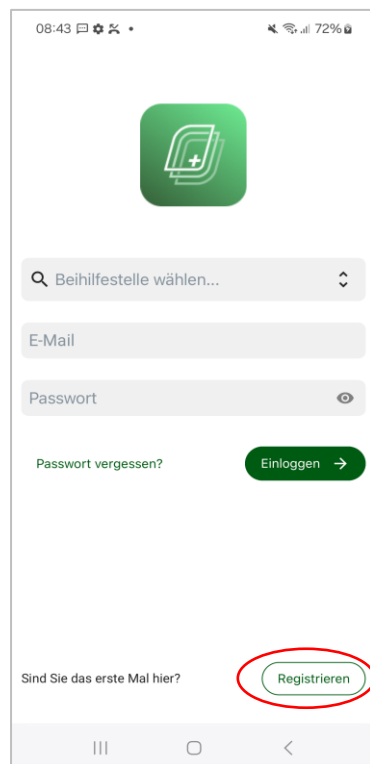 08:43
72%
Beihilfestelle wählen...
E-Mail
Passwort
Passwort vergessen?
Einloggen
Sind Sie das erste Mal hier?
Registrieren